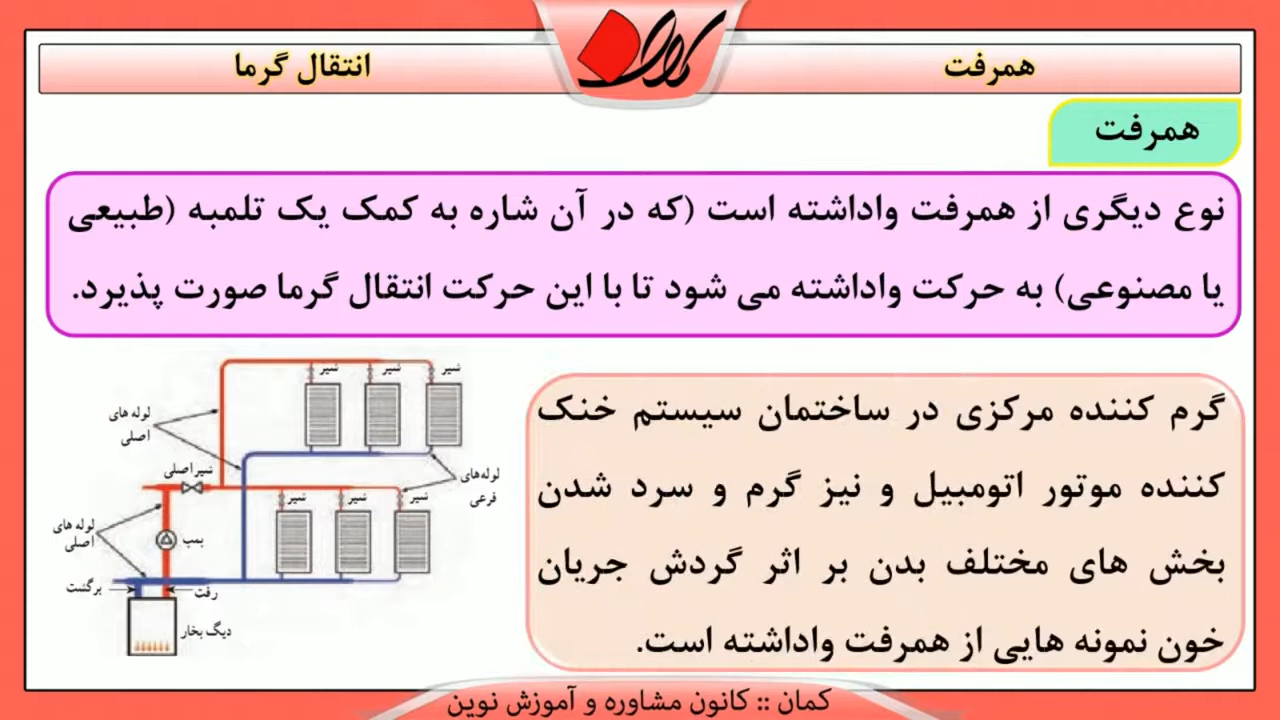 همرفت
انتقال گرما
همرفت
نوع دیگری از همرفت واداشته است (که در آن شاره به کمک یک تلمبه (طبیعی
یا مصنوعی) به حرکت واداشته می شود تا با این حرکت انتقال گرما صورت پذیرد.
گرم کننده مرکزی در ساختمان سیستم خنک
کننده موتور اتومبیل و نیز گرم و سرد شدن
بخش های مختلف بدن بر اثر گردش جریان
خون نمونه هایی از همرفت واداشته است.
شیر
شیر
شیر
لوله های
اصلی
شیر اصلی
لوله‌های
فرعی
شیر
شیر
شیر
لوله های
اصلی
پمپ
برگشت
رفت
دیگ بخار
کمان :: کانون مشاوره و آموزش نوین